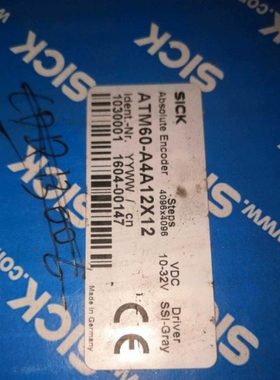 SICK
SICK
Absolute Encoder
Steps
4096x4096
VDC
10-32V
Driver
SSI-Gray
ATM60-A4A12X12
Ident.-Nr.
1030001
YYWW / cn
1604-00147
CE
Made in Germany
SICK
SICK